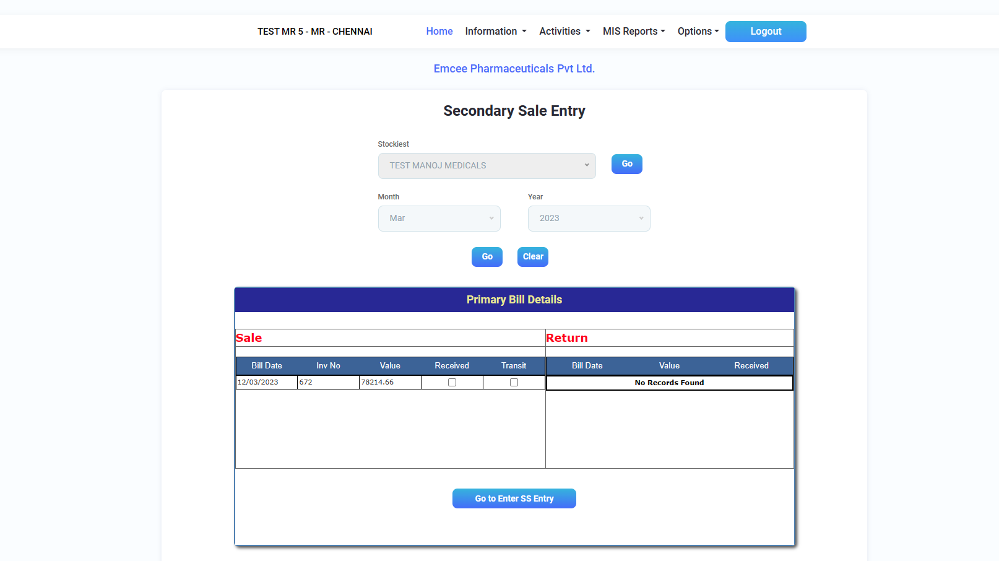 TEST MR 5 - MR - CHENNAI Home Information Activities MIS Reports Options Logout
Emcee Pharmaceuticals Pvt Ltd.
Secondary Sale Entry
Stockiest
TEST MANOJ MEDICALS Go
Month Year
Mar 2023
Go Clear
Primary Bill Details
Sale Return
Bill Date Inv No Value Received Transit Bill Date Value Received
12/03/2023 672 78214.66 No Records Found
Go to Enter SS Entry